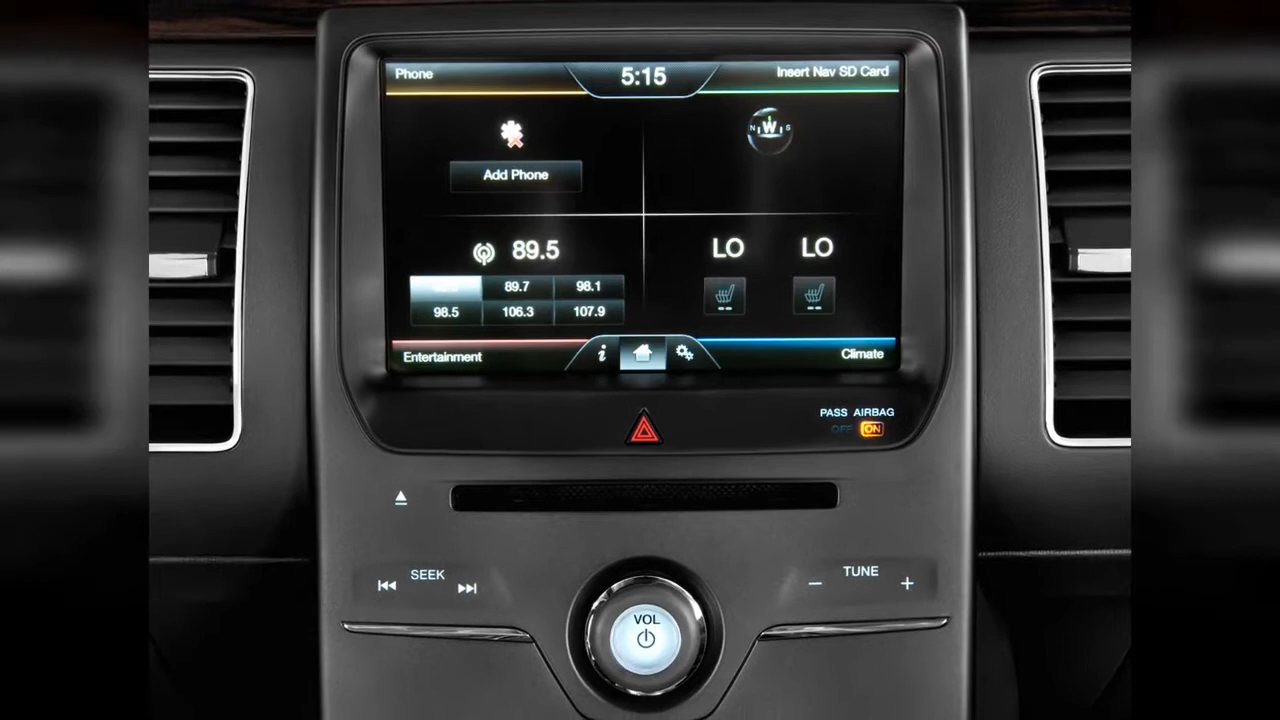 Phone
5:15
Insert Nav SD Card
N W S
Add Phone
89.5
LO
LO
89.7
98.1
98.5
106.3
107.9
Entertainment
i
Climate
PASS AIRBAG
OFF ON
SEEK
TUNE
VOL